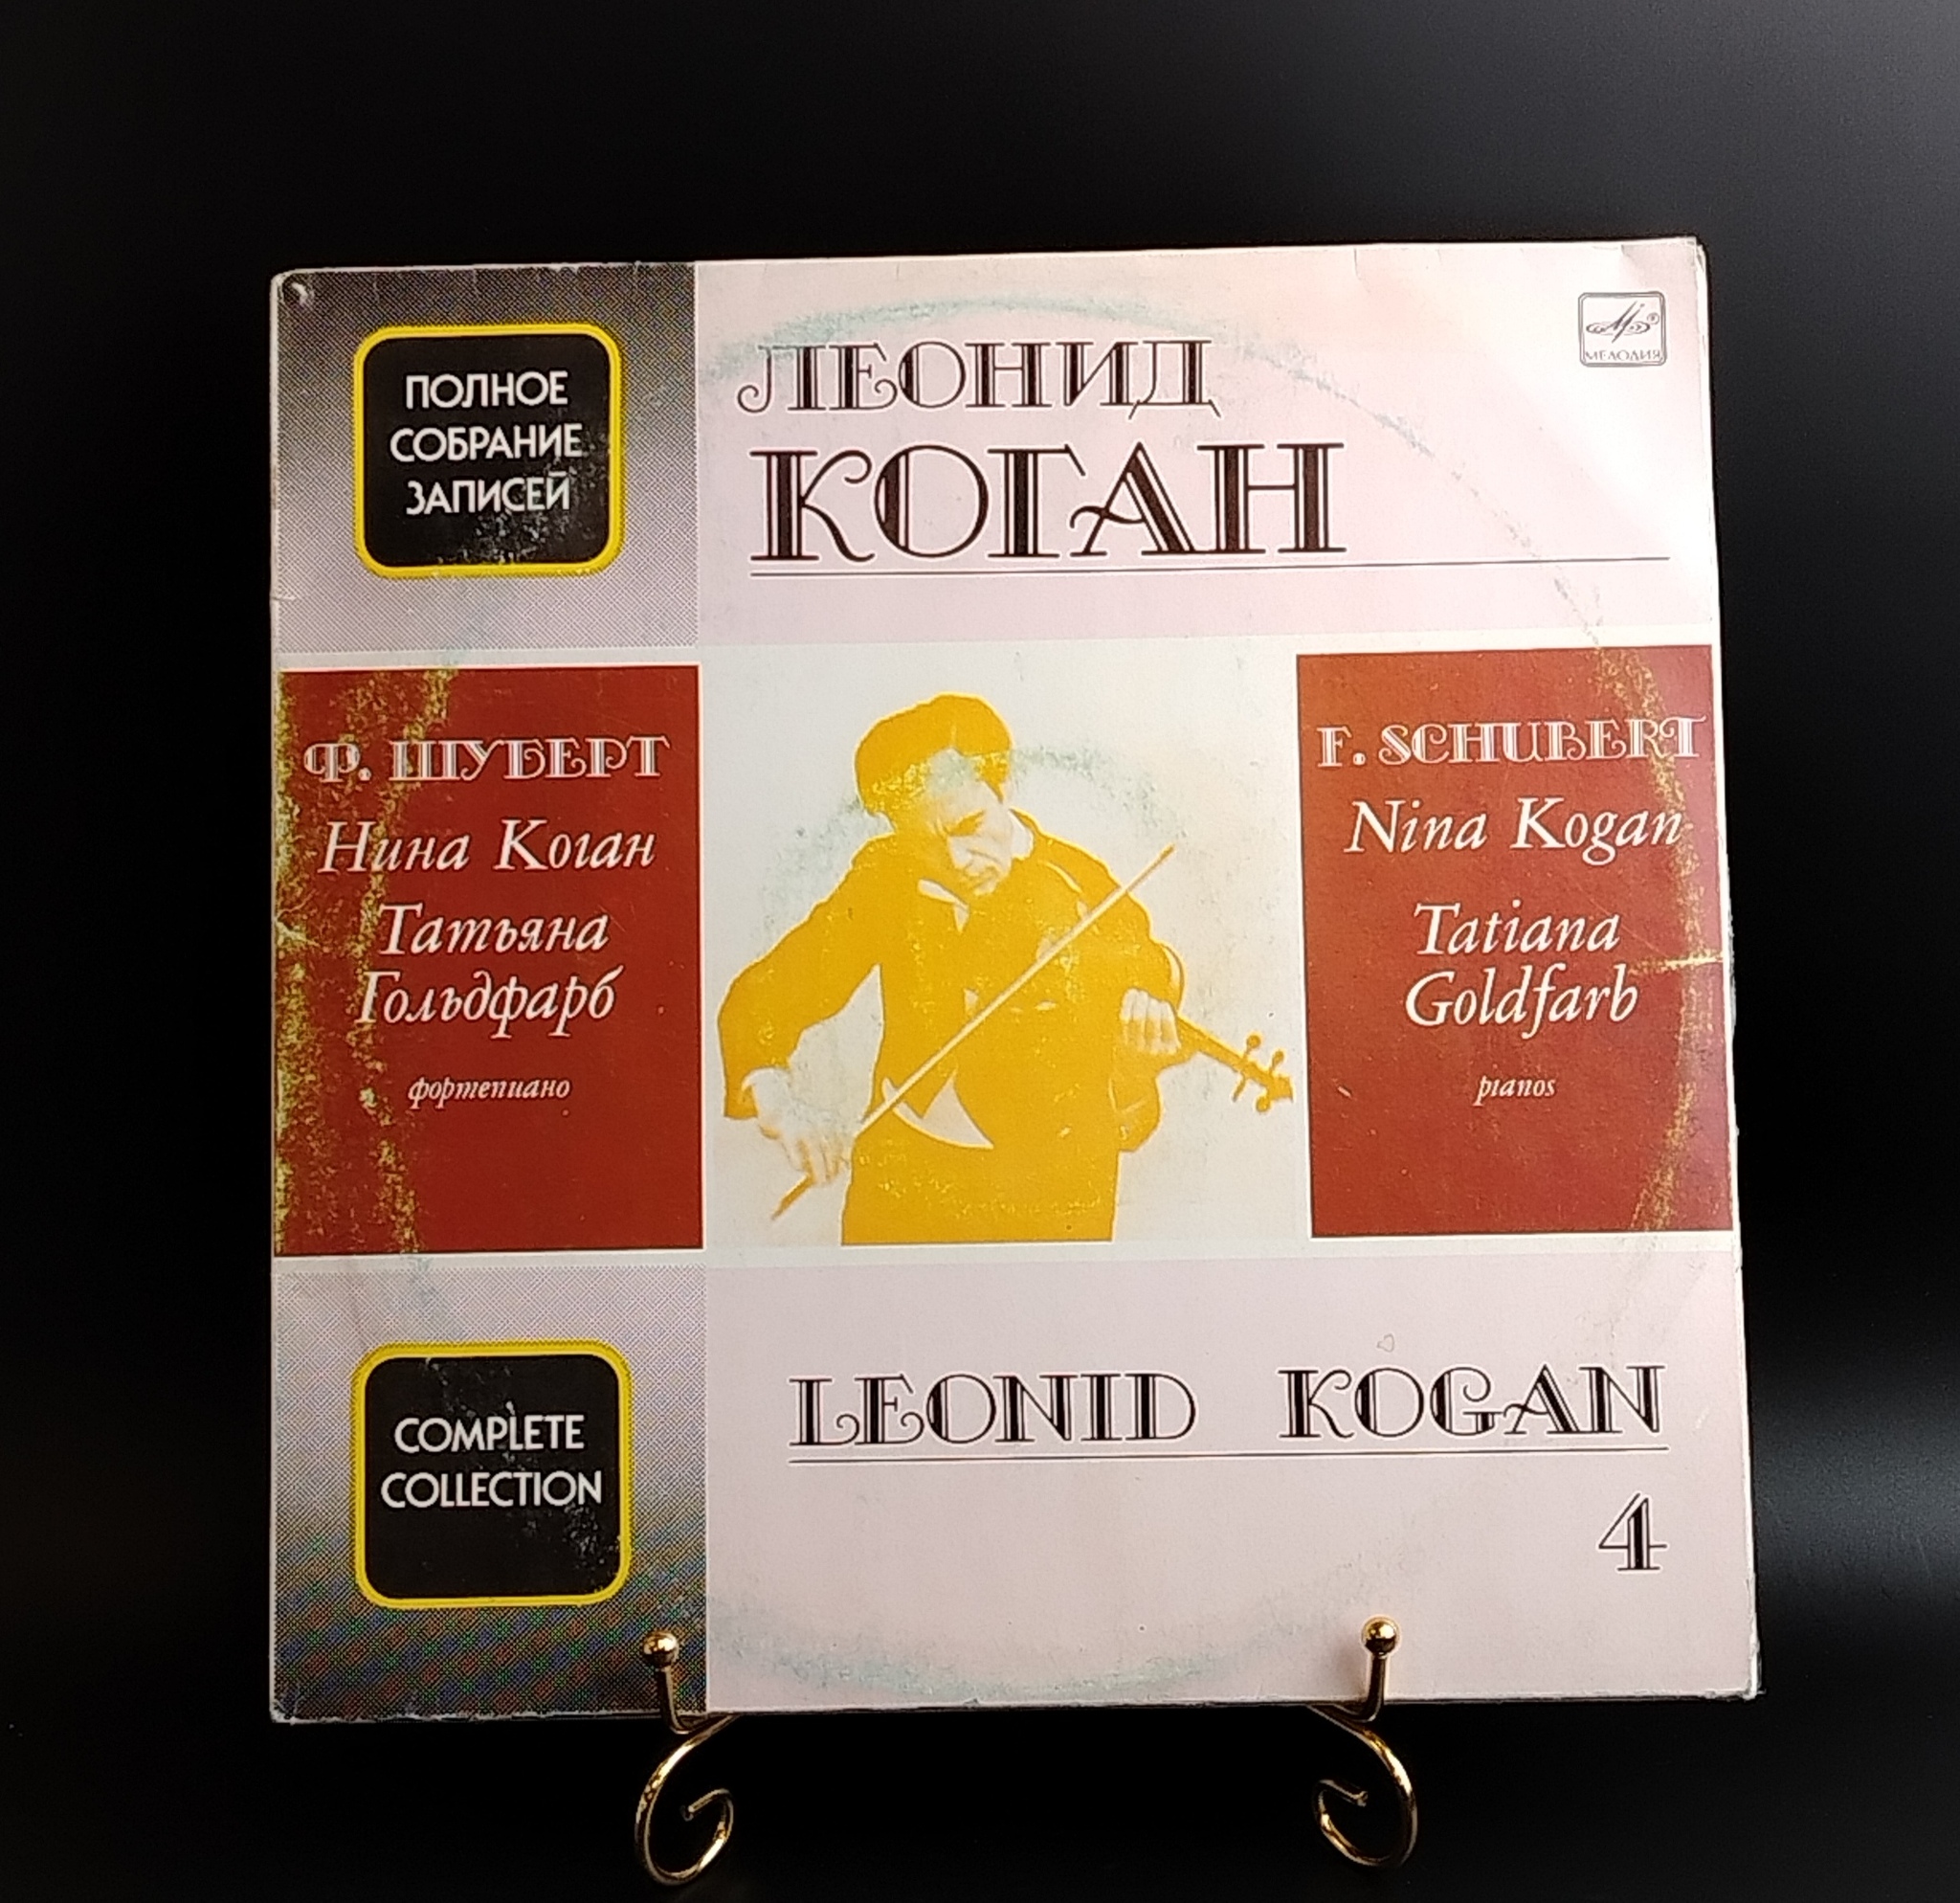 ПОЛНОЕ
СОБРАНИЕ
ЗАПИСЕЙ
ЛЕОНИД
КОГАН
МЕЛОДИЯ
Ф. ШУБЕРТ
Нина Коган
Татьяна
Гольдфарб
фортепиано
F. SCHUBERT
Nina Kogan
Tatiana
Goldfarb
pianos
COMPLETE
COLLECTION
LEONID KOGAN
4